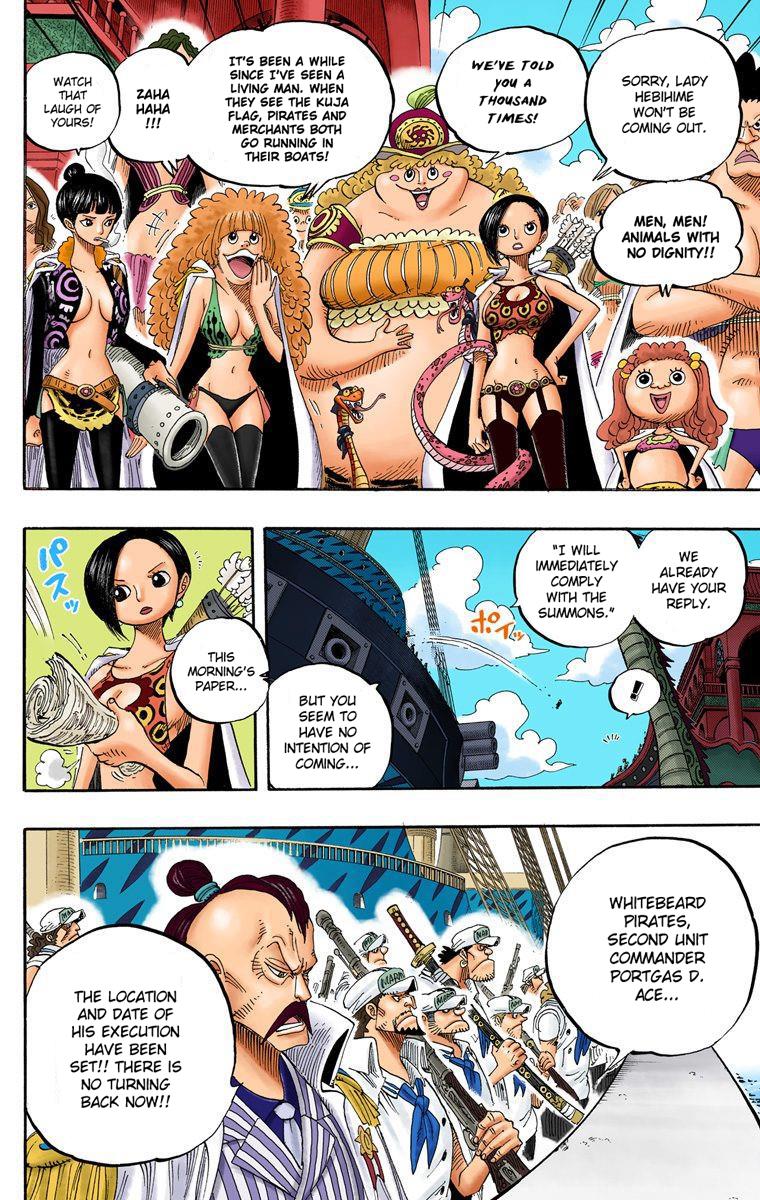 SORRY, LADY
HEBIHIME
WON'T BE
COMING OUT.
WE'VE TOLD
YOU A
THOUSAND
TIMES!
MEN, MEN!
ANIMALS WITH
NO DIGNITY!!
IT'S BEEN A WHILE
SINCE I'VE SEEN A
LIVING MAN. WHEN
THEY SEE THE KUJA
FLAG, PIRATES AND
MERCHANTS BOTH
GO RUNNING IN
THEIR BOATS!
ZAHA
HAHA
!!!
WATCH
THAT
LAUGH OF
YOURS!
WE
ALREADY
HAVE YOUR
REPLY.
"I WILL
IMMEDIATELY
COMPLY
WITH THE
SUMMONS."
!
ポイッ
BUT YOU
SEEM TO
HAVE NO
INTENTION OF
COMING...
パスッ
THIS
MORNING'S
PAPER...
WHITEBEARD
PIRATES,
SECOND UNIT
COMMANDER
PORTGAS D.
ACE...
THE LOCATION
AND DATE OF
HIS EXECUTION
HAVE BEEN
SET!! THERE IS
NO TURNING
BACK NOW!!